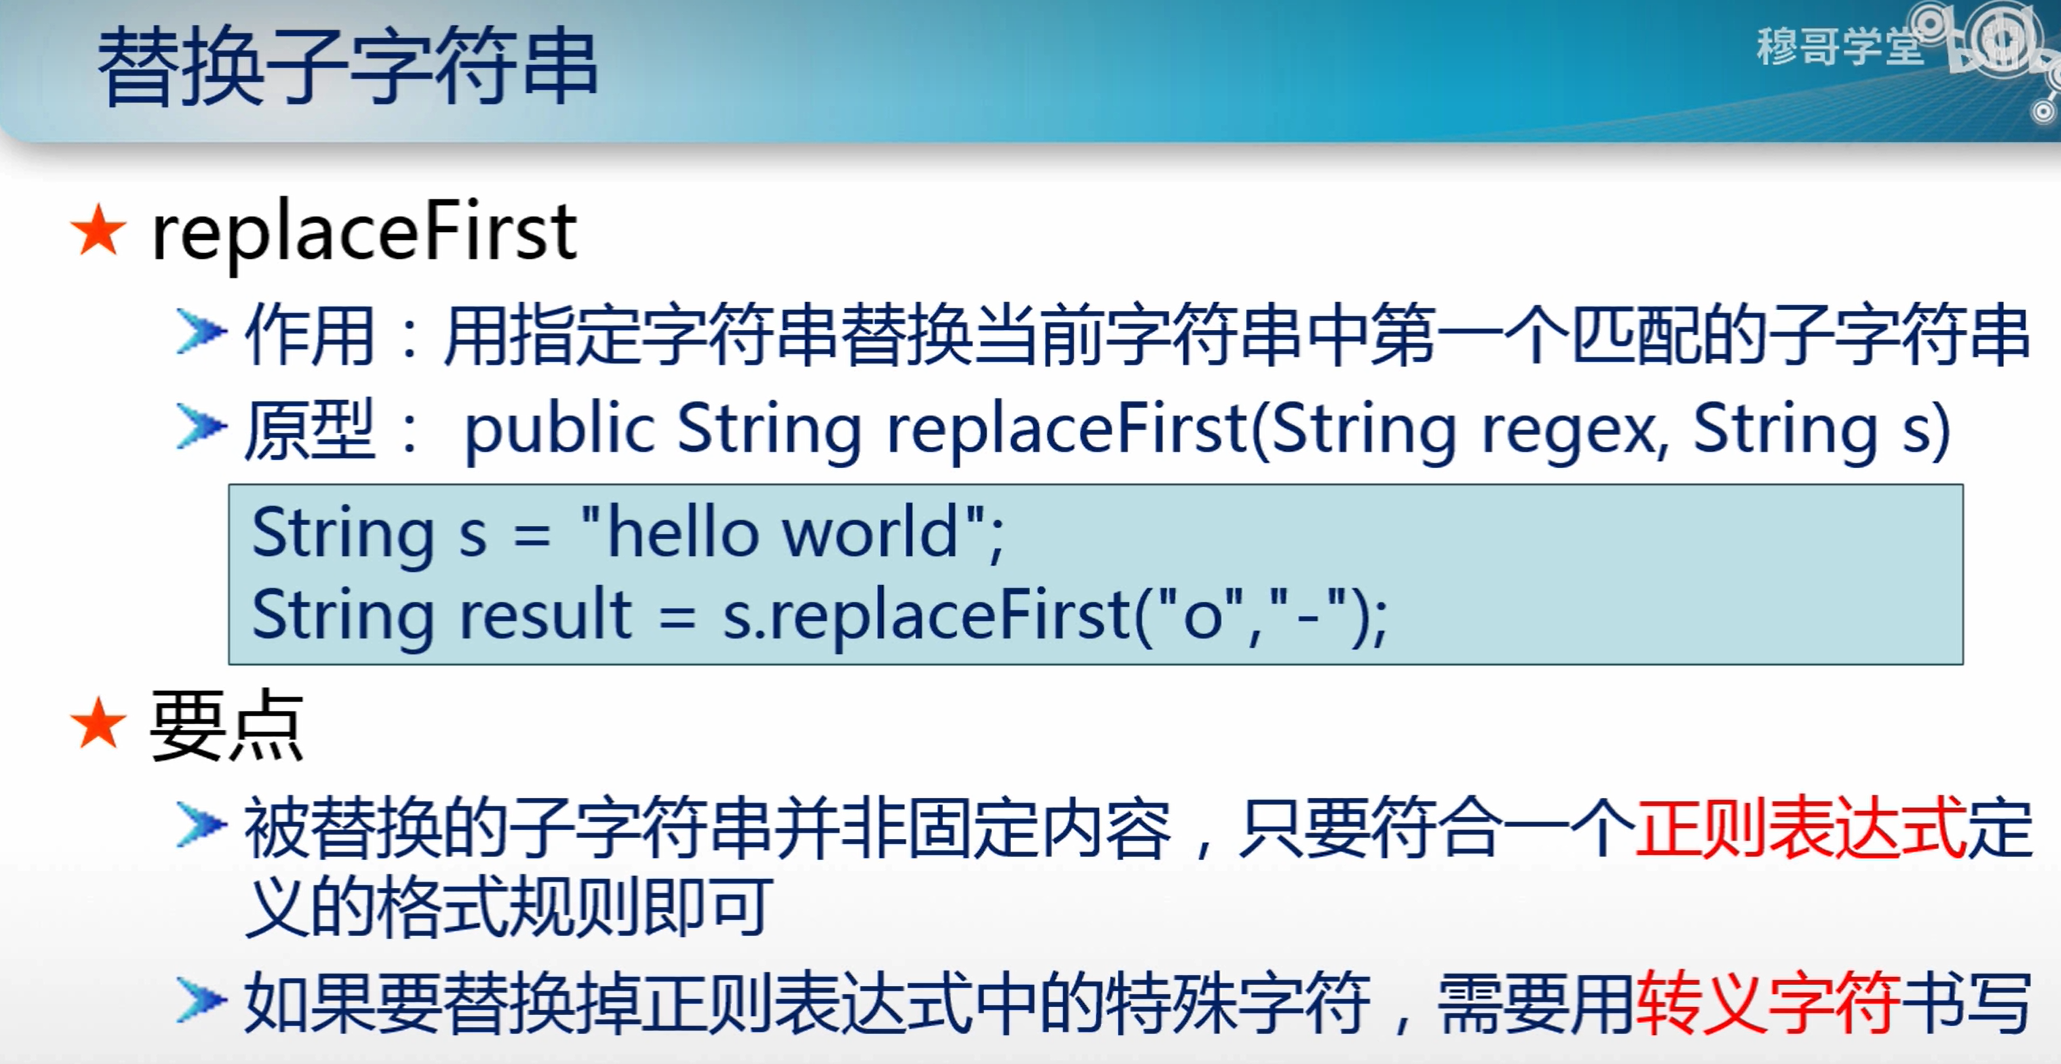 替换子字符串
穆哥学堂
replaceFirst
作用：用指定字符串替换当前字符串中第一个匹配的子字符串
原型： public String replaceFirst(String regex, String s)
String s = "hello world";
String result = s.replaceFirst("o","-");
要点
被替换的子字符串并非固定内容，只要符合一个正则表达式定
义的格式规则即可
如果要替换掉正则表达式中的特殊字符，需要用转义字符书写